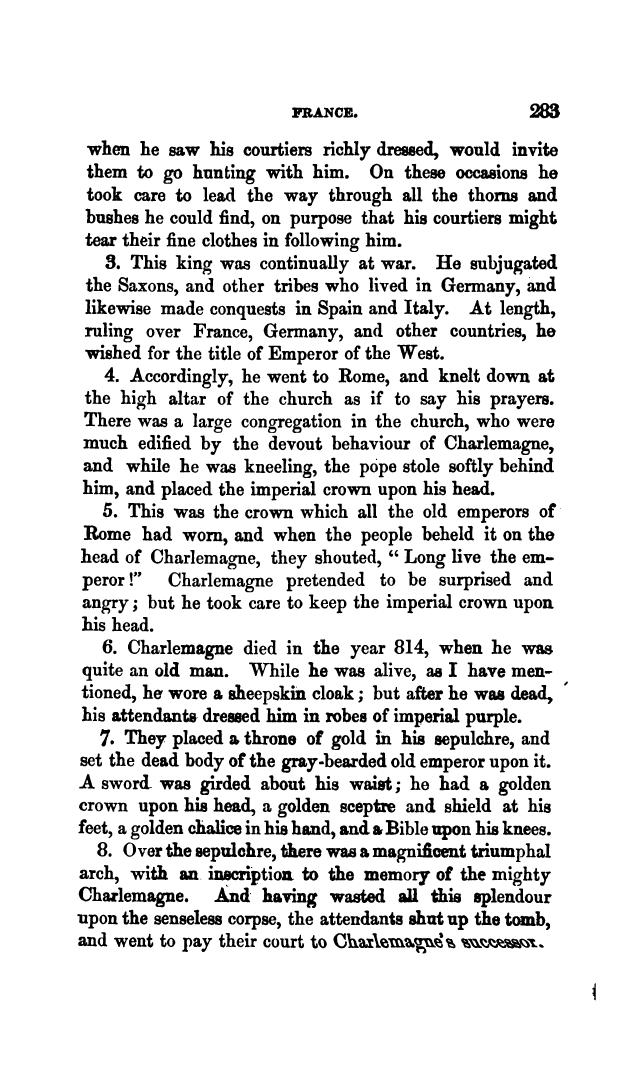 FRANCE. 283
when he saw his courtiers richly dressed, would invite
them to go hunting with him. On these occasions he
took care to lead the way through all the thorns and
bushes he could find, on purpose that his courtiers might
tear their fine clothes in following him.
3. This king was continually at war. He subjugated
the Saxons, and other tribes who lived in Germany, and
likewise made conquests in Spain and Italy. At length,
ruling over France, Germany, and other countries, he
wished for the title of Emperor of the West.
4. Accordingly, he went to Rome, and knelt down at
the high altar of the church as if to say his prayers.
There was a large congregation in the church, who were
much edified by the devout behaviour of Charlemagne,
and while he was kneeling, the pope stole softly behind
him, and placed the imperial crown upon his head.
5. This was the crown which all the old emperors of
Rome had worn, and when the people beheld it on the
head of Charlemagne, they shouted, “ Long live the em-
peror!” Charlemagne pretended to be surprised and
angry; but he took care to keep the imperial crown upon
his head.
6. Charlemagne died in the year 814, when he was
quite an old man. While he was alive, as I have men-
tioned, he wore a sheepskin cloak; but after he was dead,
his attendants dressed him in robes of imperial purple.
7. They placed a throne of gold in his sepulchre, and
set the dead body of the gray-bearded old emperor upon it.
A sword was girded about his waist; he had a golden
crown upon his head, a golden sceptre and shield at his
feet, a golden chalice in his hand, and a Bible upon his knees.
8. Over the sepulchre, there was a magnificent triumphal
arch, with an inscription to the memory of the mighty
Charlemagne. And having wasted all this splendour
upon the senseless corpse, the attendants shut up the tomb,
and went to pay their court to Charlemagne's successor.